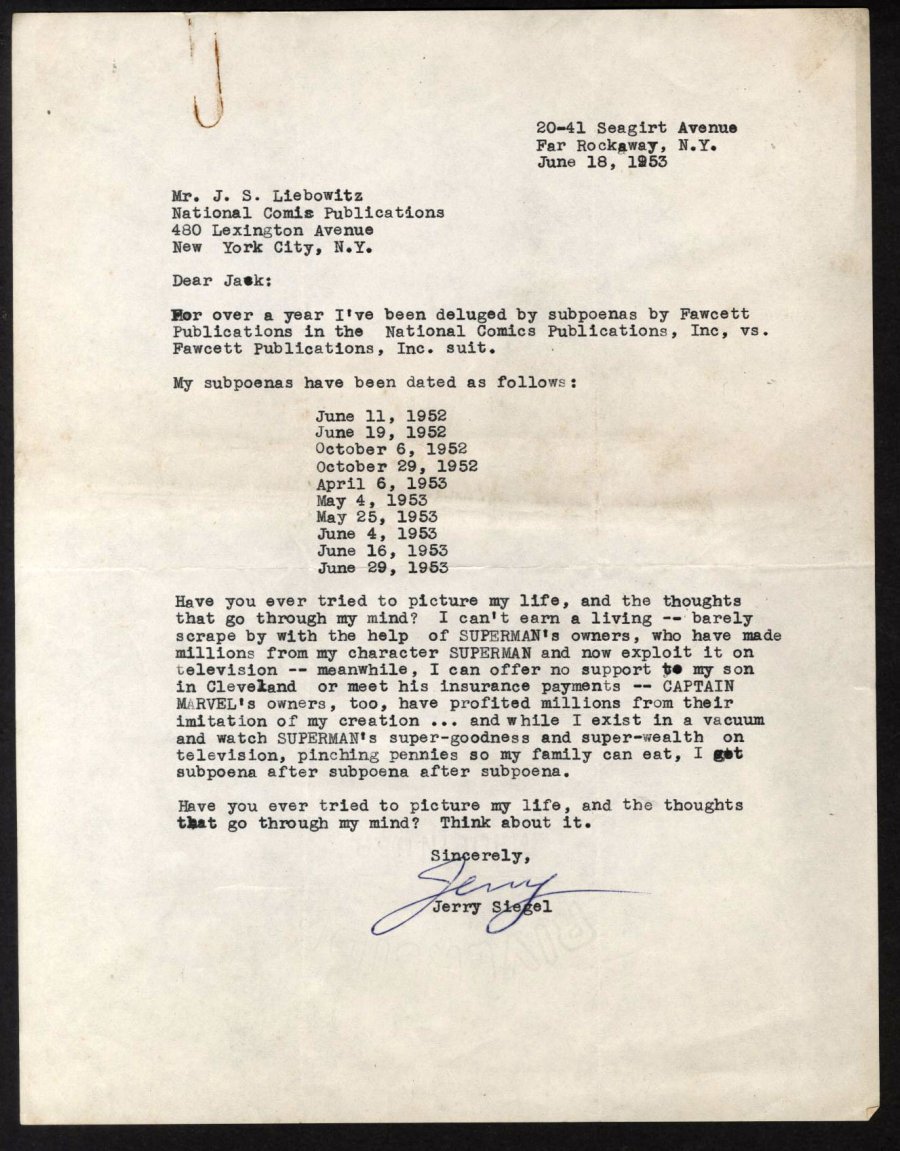 20-41 Seagirt Avenue
Far Rockaway, N.Y.
June 18, 1953
Mr. J. S. Liebowitz
National Comis Publications
480 Lexington Avenue
New York City, N.Y.
Dear Jack:
For over a year I've been deluged by subpoenas by Fawcett
Publications in the National Comics Publications, Inc, vs.
Fawcett Publications, Inc. suit.
My subpoenas have been dated as follows:
June 11, 1952
June 19, 1952
October 6, 1952
October 29, 1952
April 6, 1953
May 4, 1953
May 25, 1953
June 4, 1953
June 16, 1953
June 29, 1953
Have you ever tried to picture my life, and the thoughts
that go through my mind? I can't earn a living -- barely
scrape by with the help of SUPERMAN's owners, who have made
millions from my character SUPERMAN and now exploit it on
television -- meanwhile, I can offer no support to my son
in Cleveland or meet his insurance payments -- CAPTAIN
MARVEL's owners, too, have profited millions from their
imitation of my creation ... and while I exist in a vacuum
and watch SUPERMAN's super-goodness and super-wealth on
television, pinching pennies so my family can eat, I get
subpoena after subpoena after subpoena.
Have you ever tried to picture my life, and the thoughts
that go through my mind? Think about it.
Sincerely,
Jerry
Jerry Siegel